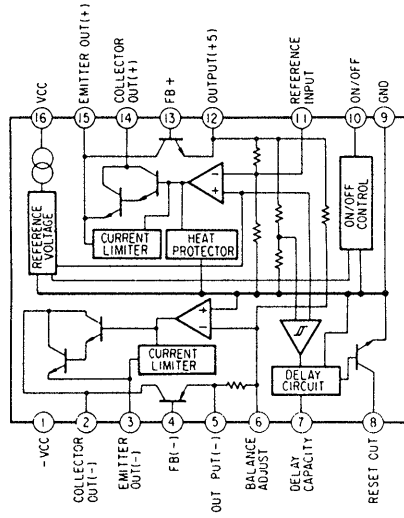 VCC
EMITTER OUT(+)
COLLECTOR
OUT(+)
FB+
OUTPUT(+5)
REFERENCE
INPUT
ON/OFF
GND
16
15
14
13
12
11
10
9
REFERENCE
VOLTAGE
CURRENT
LIMITER
HEAT
PROTECTOR
ON/OFF
CONTROL
-
+
+
-
CURRENT
LIMITER
DELAY
CIRCUIT
1
2
3
4
5
6
7
8
-VCC
COLLECTOR
OUT(-)
EMITTER
OUT(-)
FB(-)
OUT PUT(-)
BALANCE
ADJUST
DELAY
CAPACITY
RESET OUT